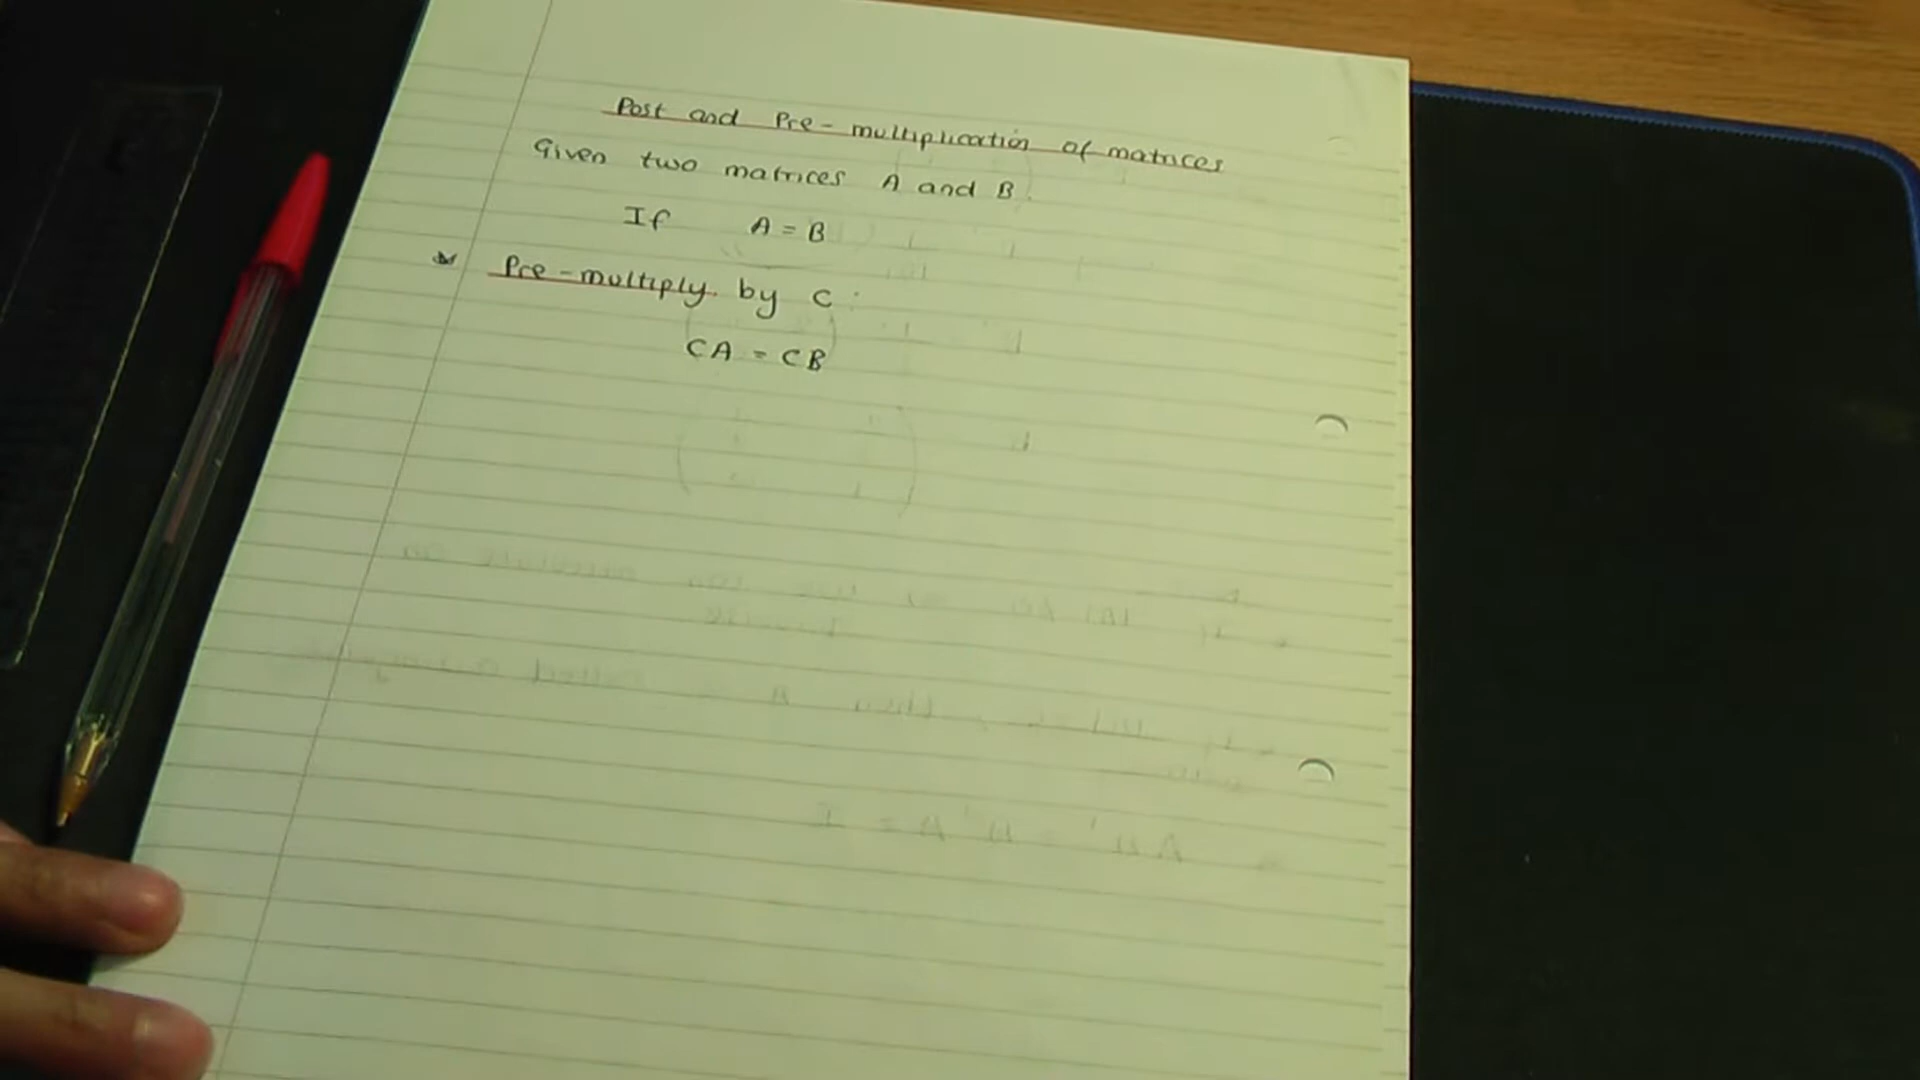 Post and Pre-multiplication of matrices
Given two matrices A and B.
If A = B
* Pre-multiply by C:
CA = CB